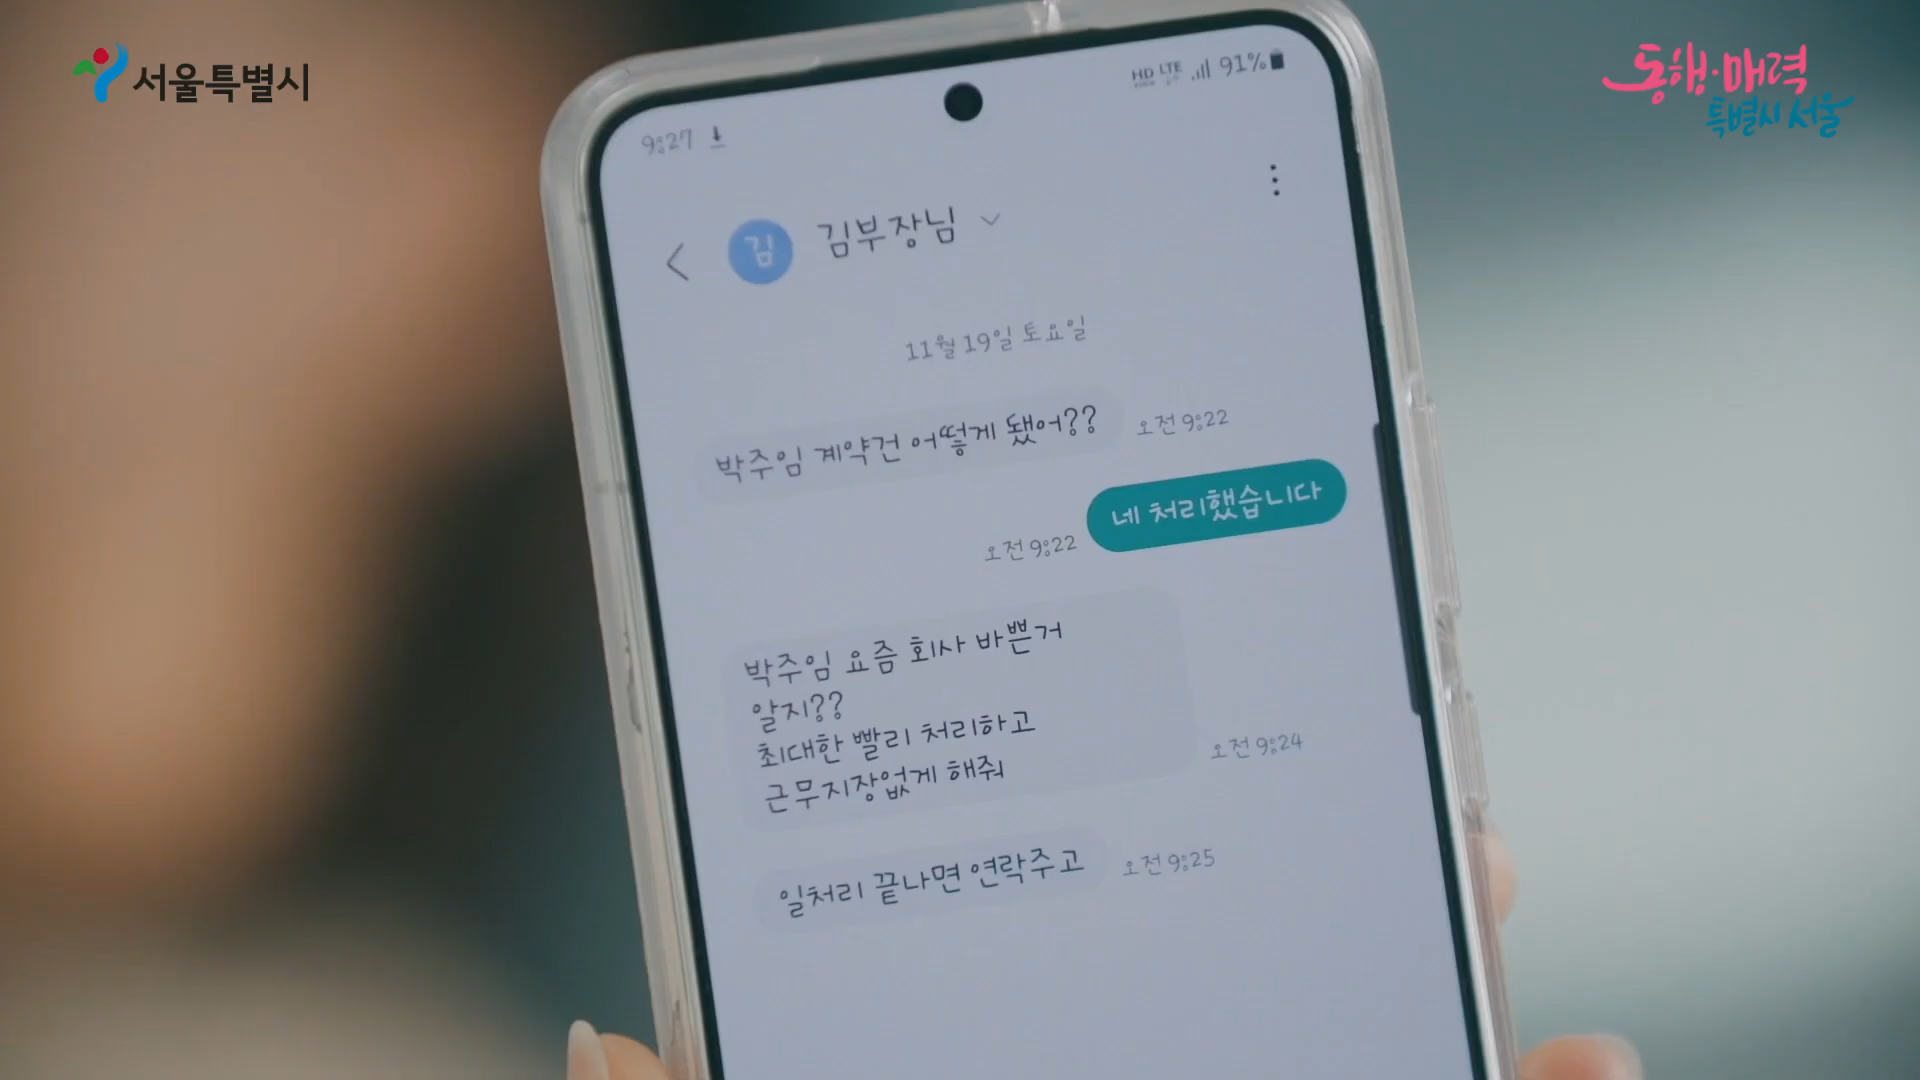 서울특별시
동행·매력
특별시 서울
9:27
HD LTE 91%
김
김부장님
11월 19일 토요일
박주임 계약건 어떻게 됐어??
오전 9:22
네 처리했습니다
오전 9:22
박주임 요즘 회사 바쁜거
알지??
최대한 빨리 처리하고
근무지장없게 해줘
오전 9:24
일처리 끝나면 연락주고
오전 9:25